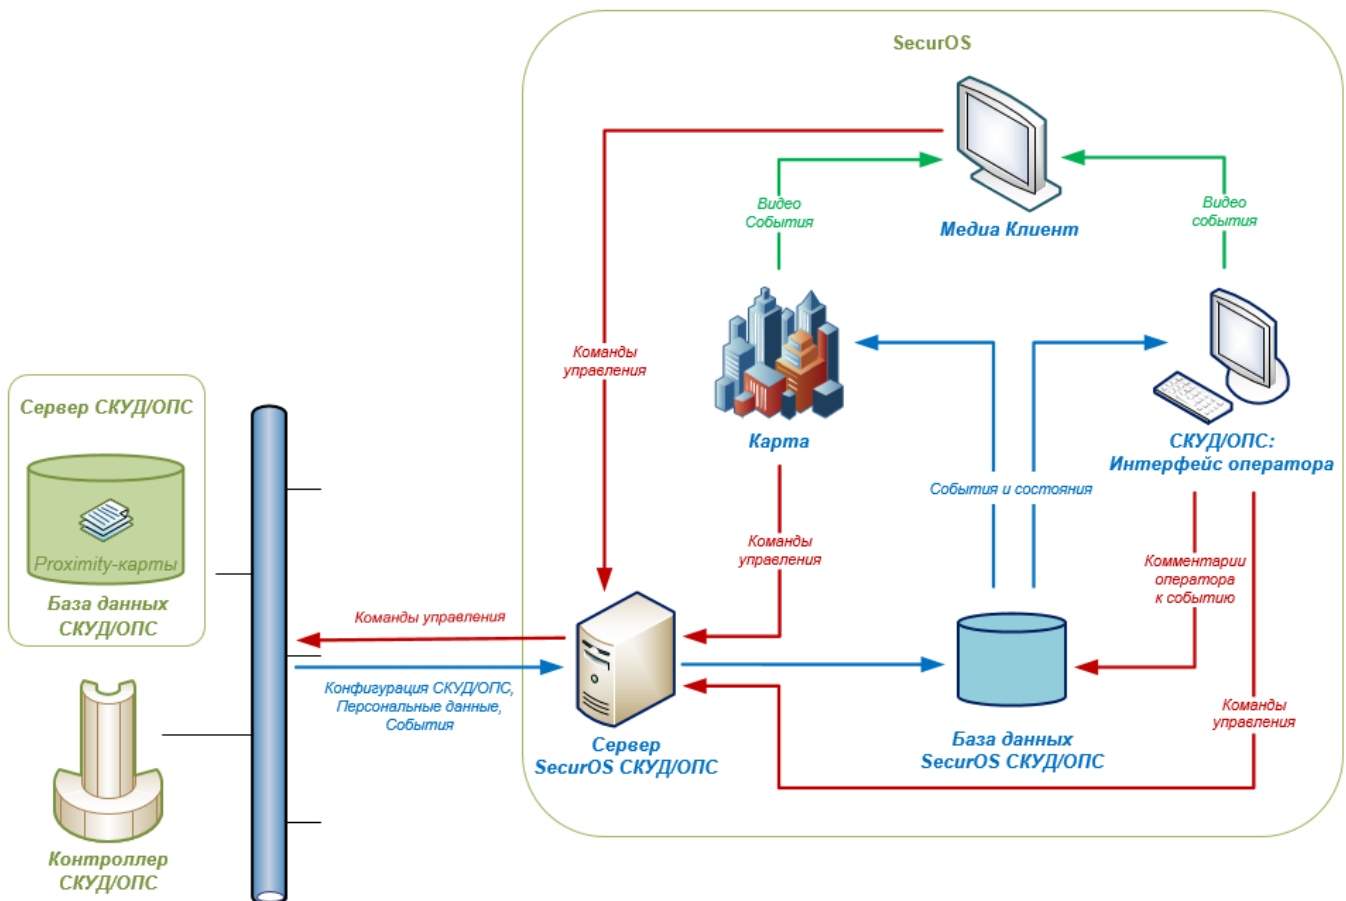 SecurOS
Видео
События
Видео
события
Медиа Клиент
Команды
управления
Карта
СКУД/ОПС:
Интерфейс оператора
Сервер СКУД/ОПС
Proximity-карты
База данных
СКУД/ОПС
События и состояния
Команды
управления
Комментарии
оператора
к событию
Команды управления
Конфигурация СКУД/ОПС,
Персональные данные,
События
Команды
управления
Сервер
SecurOS СКУД/ОПС
База данных
SecurOS СКУД/ОПС
Контроллер
СКУД/ОПС